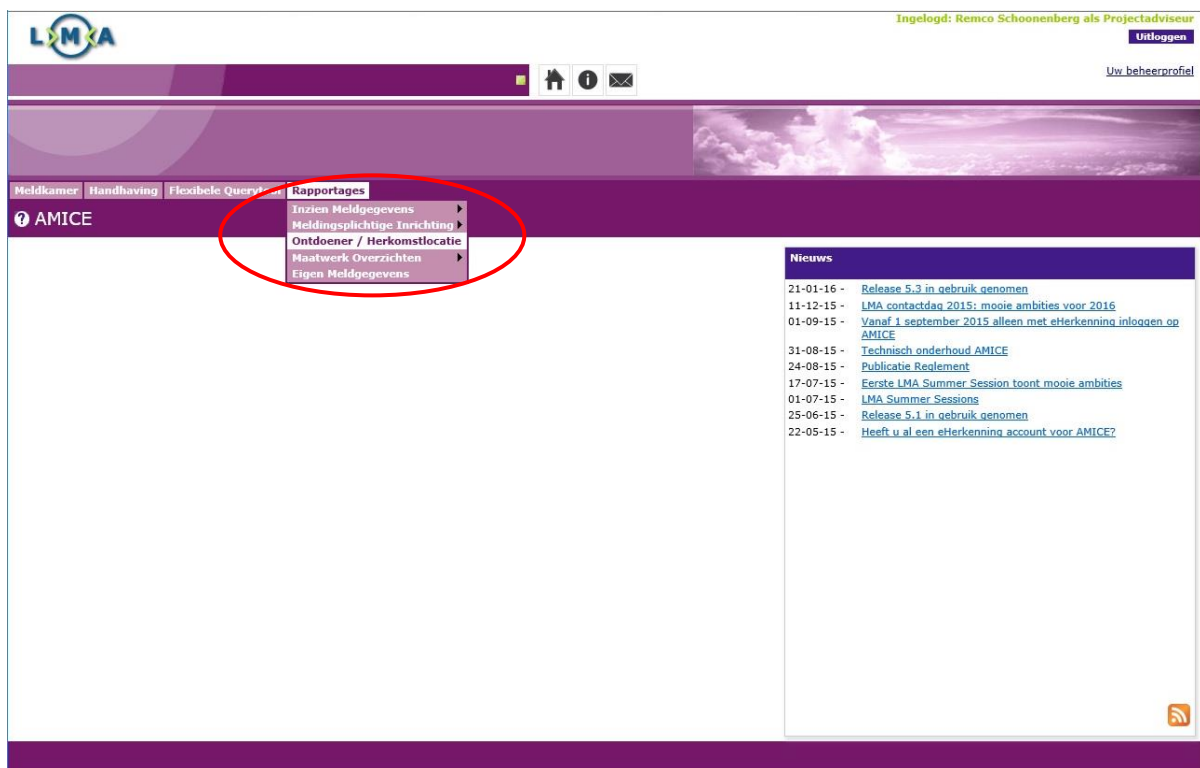 LMA
Ingelogd: Remco Schoonenberg als Projectadviseur
Uitloggen
Uw beheerprofiel
Meldkamer Handhaving Flexibele Querytool Rapportages
AMICE
Inzien Meldgegevens
Meldingsplichtige Inrichting
Ontdoener / Herkomstlocatie
Maatwerk Overzichten
Eigen Meldgegevens
Nieuws
21-01-16 - Release 5.3 in gebruik genomen
11-12-15 - LMA contactdag 2015: mooie ambities voor 2016
01-09-15 - Vanaf 1 september 2015 alleen met eHerkenning inloggen op
AMICE
31-08-15 - Technisch onderhoud AMICE
24-08-15 - Publicatie Reglement
17-07-15 - Eerste LMA Summer Session toont mooie ambities
01-07-15 - LMA Summer Sessions
25-06-15 - Release 5.1 in gebruik genomen
22-05-15 - Heeft u al een eHerkenning account voor AMICE?